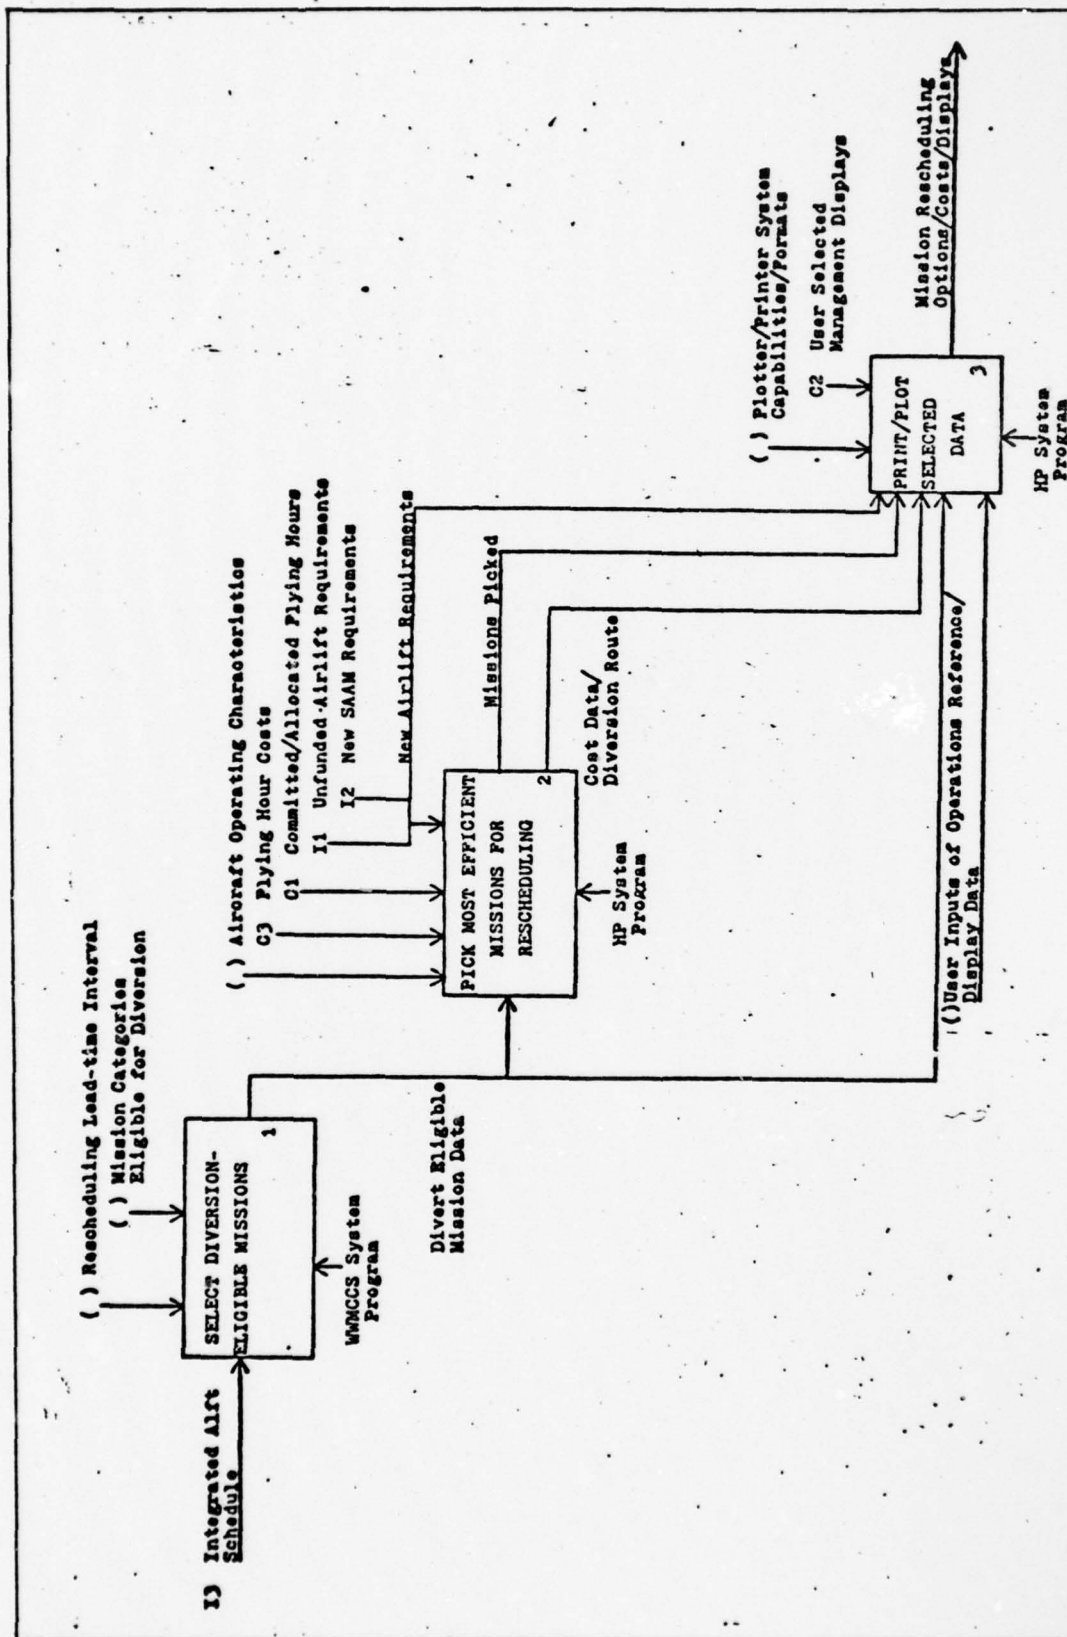 ( ) Rescheduling Lead-time Interval
( ) Mission Categories
Eligible for Diversion
I3 Integrated Alft
Schedule
SELECT DIVERSION-
ELIGIBLE MISSIONS
1
WWMCCS System
Program
Divert Eligible
Mission Data
( ) Aircraft Operating Characteristics
C3 Flying Hour Costs
C1 Committed/Allocated Flying Hours
I1 Unfunded Airlift Requirements
I2 New SAAM Requirements
New Airlift Requirements
PICK MOST EFFICIENT
MISSIONS FOR
RESCHEDULING
2
HP System
Program
Missions Picked
Cost Data/
Diversion Route
( ) Plotter/Printer System
Capabilities/Formats
C2 User Selected
Management Displays
PRINT/PLOT
SELECTED
DATA
3
HP System
Program
Mission Rescheduling
Options/Costs/Displays
()User Inputs of Operations Reference/
Display Data